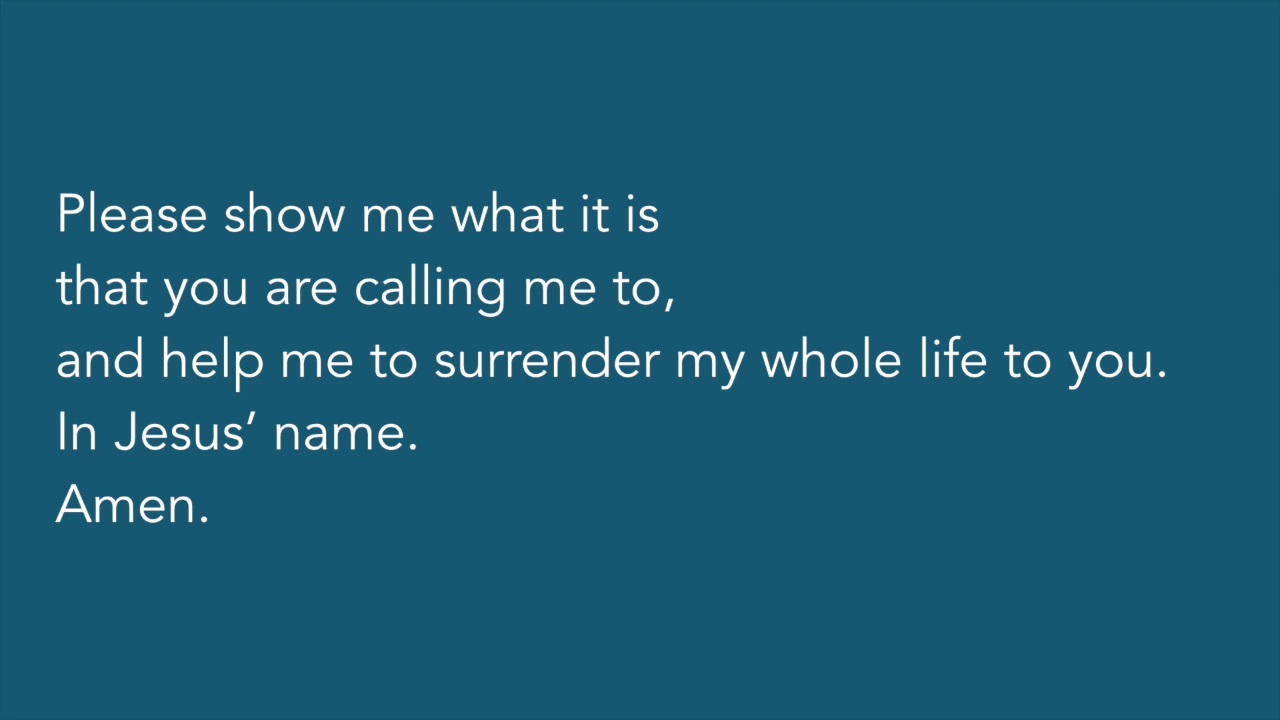 Please show me what it is
that you are calling me to,
and help me to surrender my whole life to you.
In Jesus’ name.
Amen.